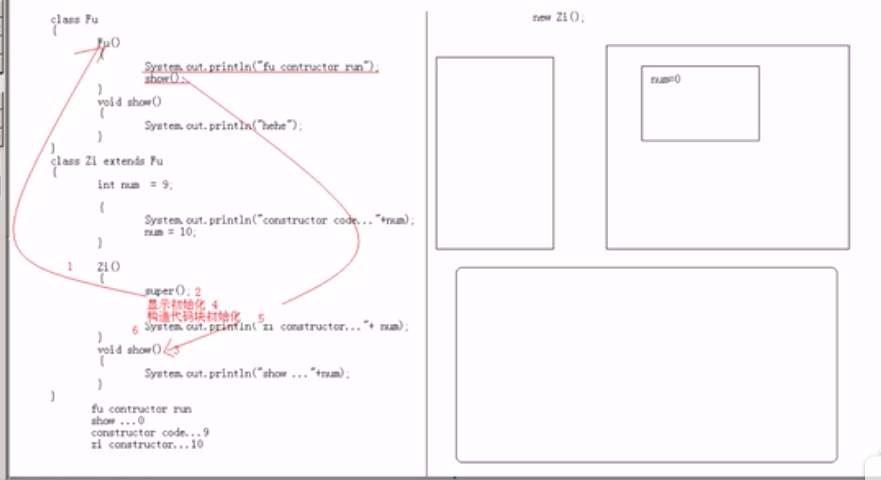 class Fu
{
Fu()
{
System.out.println("fu contructor run");
show();
}
void show()
{
System.out.println("hehe");
}
}
class Zi extends Fu
{
int num = 9;
{
System.out.println("constructor code..."+num);
num = 10;
}
1
Zi()
{
super(); 2
显示初始化 4
构造代码块初始化 5
6
System.out.println("zi constructor..."+ num);
}
void show() 3
{
System.out.println("show ..."+num);
}
}
fu contructor run
show ...0
constructor code...9
zi constructor...10
new Zi();
num=0